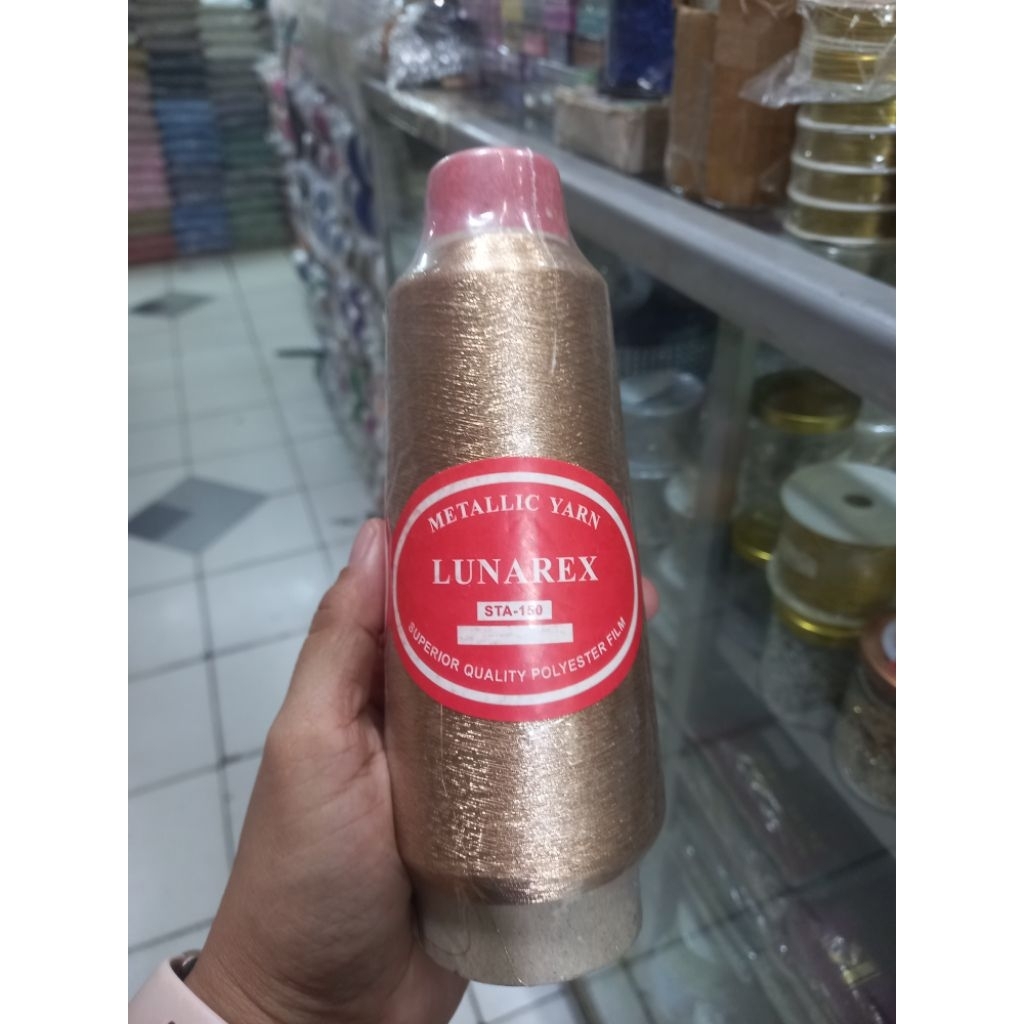 METALLIC YARN
LUNAREX
STA-150
SUPERIOR QUALITY POLYESTER FILM